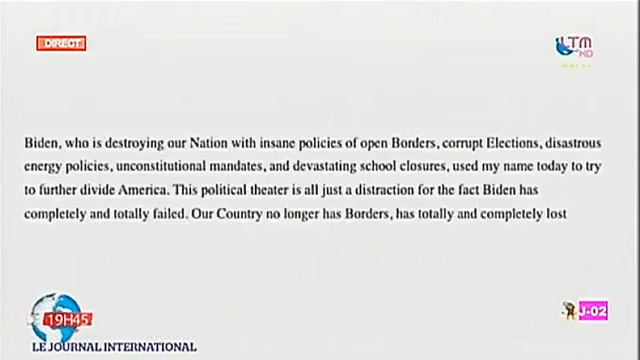 DIRECT
LTM
HD
Biden, who is destroying our Nation with insane policies of open Borders, corrupt Elections, disastrous
energy policies, unconstitutional mandates, and devastating school closures, used my name today to try
to further divide America. This political theater is all just a distraction for the fact Biden has
completely and totally failed. Our Country no longer has Borders, has totally and completely lost
19H45
J-02
LE JOURNAL INTERNATIONAL